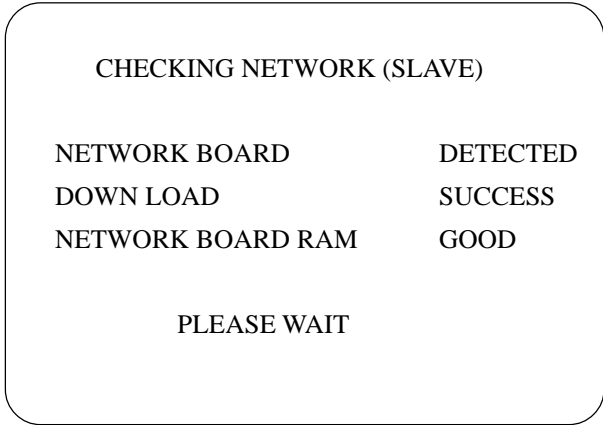 CHECKING NETWORK (SLAVE)
NETWORK BOARD DETECTED
DOWN LOAD SUCCESS
NETWORK BOARD RAM GOOD
PLEASE WAIT